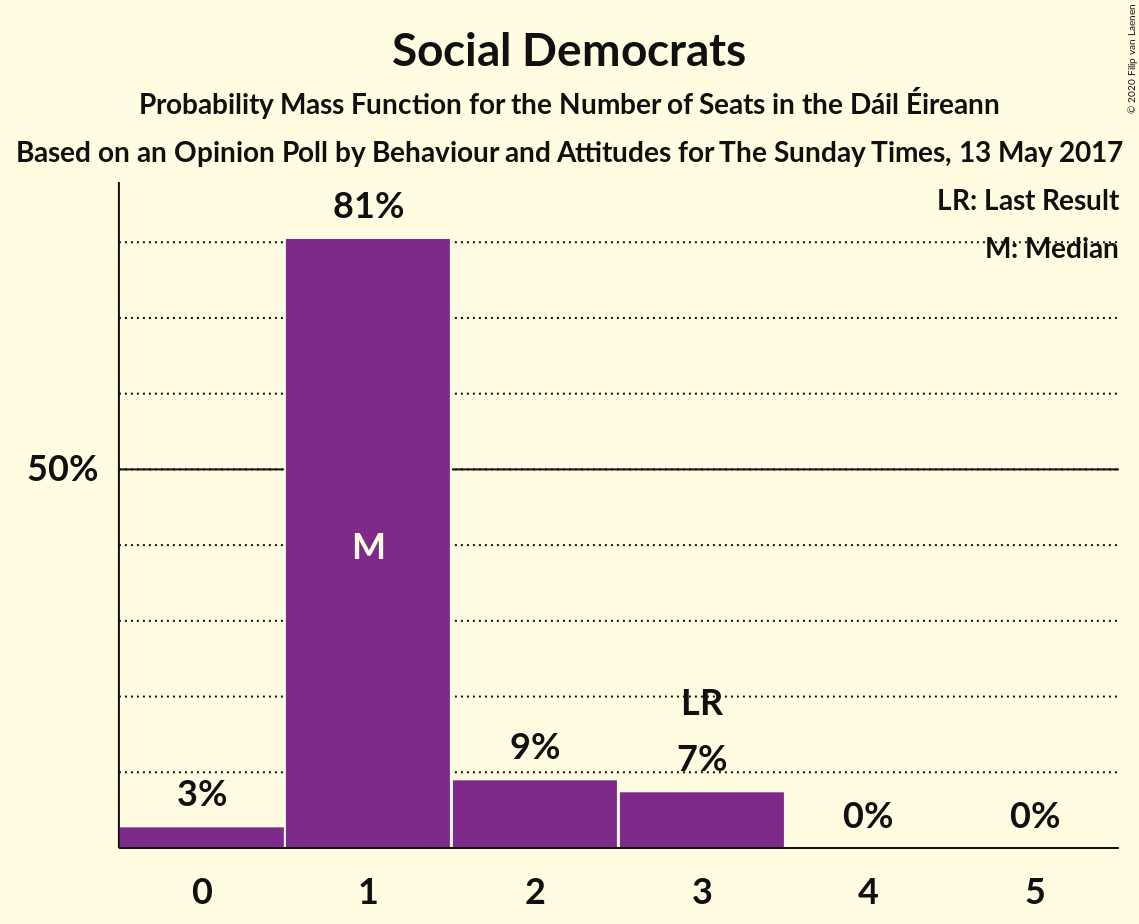 Social Democrats
Probability Mass Function for the Number of Seats in the Dáil Éireann
Based on an Opinion Poll by Behaviour and Attitudes for The Sunday Times, 13 May 2017
© 2020 Filip van Laenen
LR: Last Result
M: Median
81%
50%
M
LR
9%
7%
3%
0%
0%
0 1 2 3 4 5